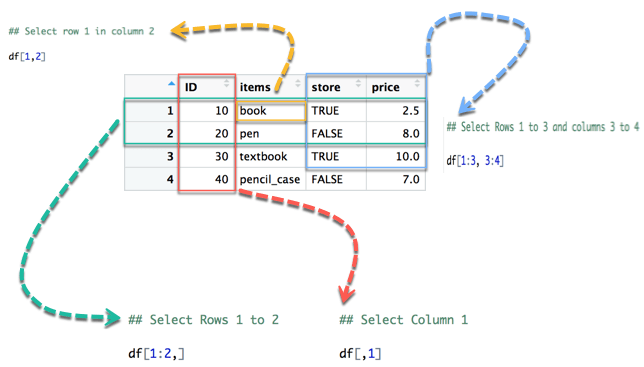 ## Select row 1 in column 2
df[1,2]
ID items store price
1 10 book TRUE 2.5
2 20 pen FALSE 8.0
3 30 textbook TRUE 10.0
4 40 pencil_case FALSE 7.0
## Select Rows 1 to 3 and columns 3 to 4
df[1:3, 3:4]
## Select Rows 1 to 2
df[1:2,]
## Select Column 1
df[,1]